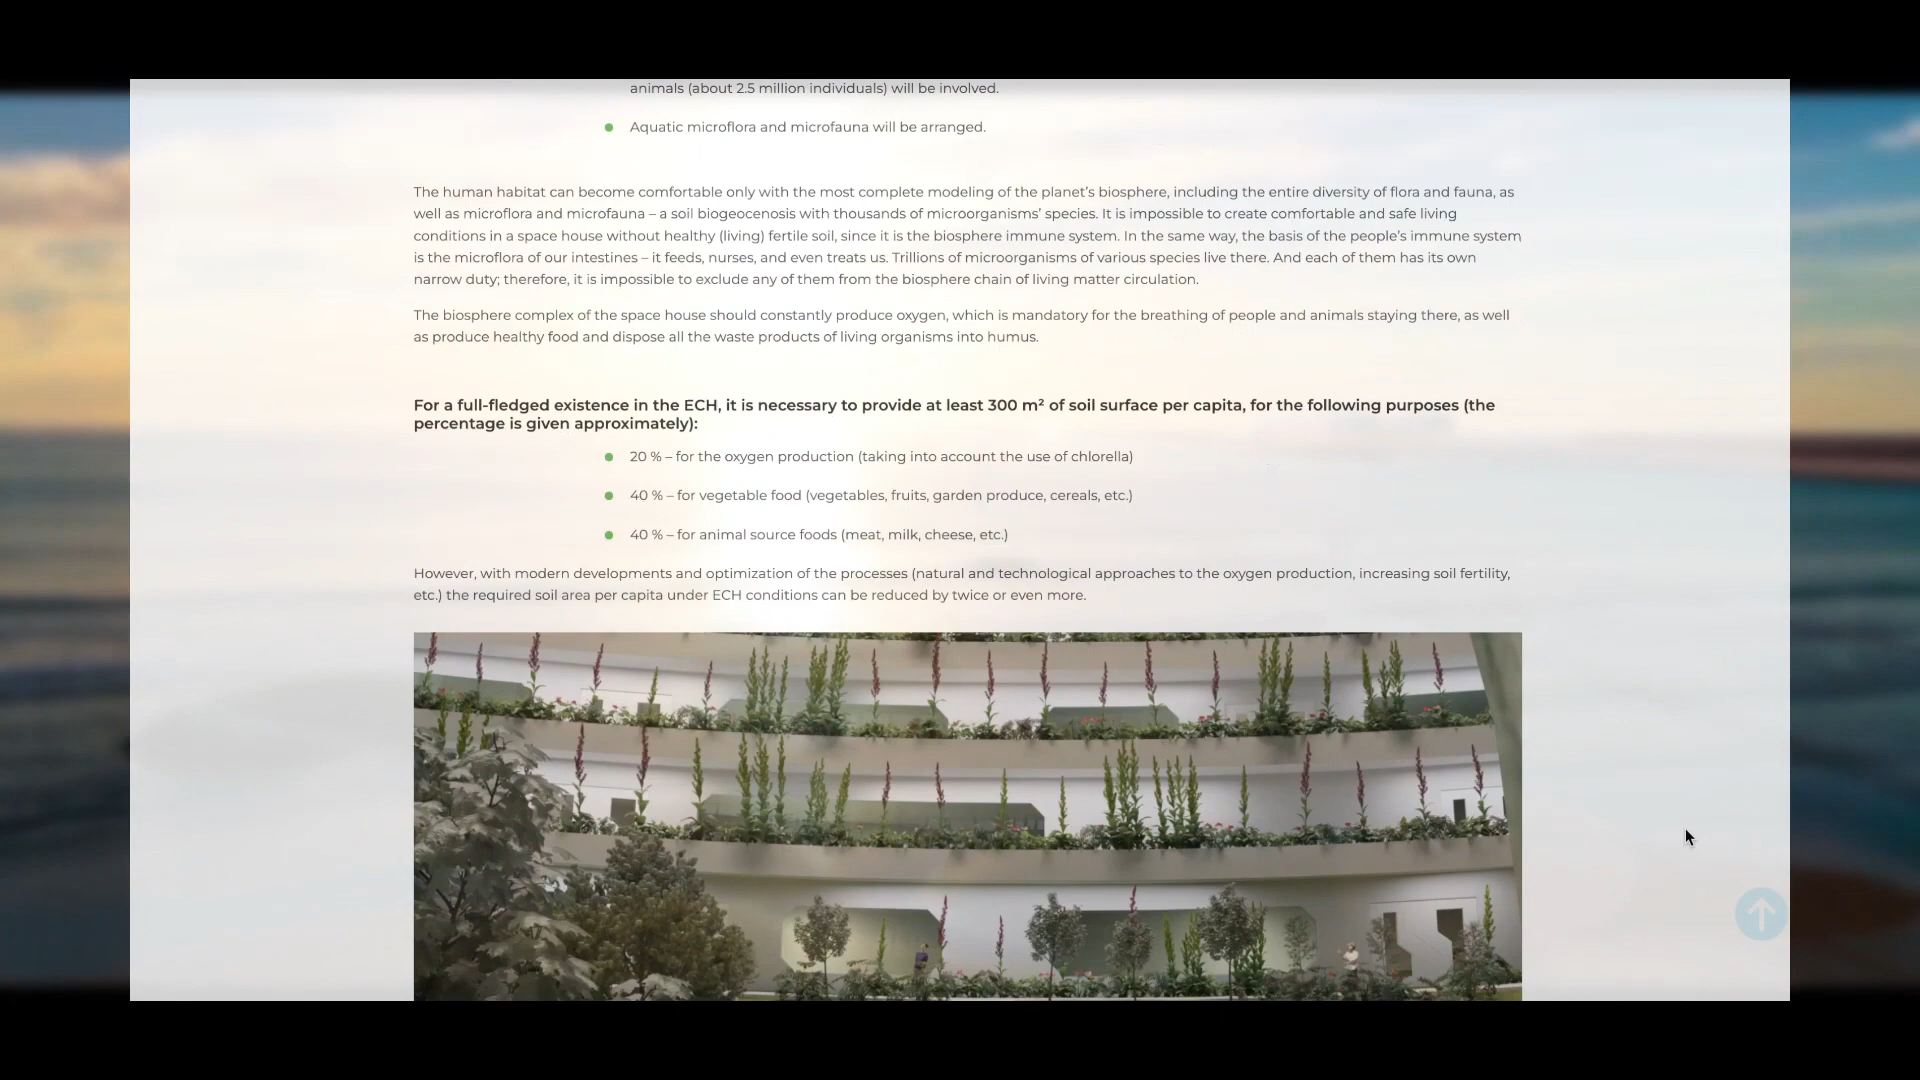 animals (about 2.5 million individuals) will be involved.
Aquatic microflora and microfauna will be arranged.
The human habitat can become comfortable only with the most complete modeling of the planet’s biosphere, including the entire diversity of flora and fauna, as
well as microflora and microfauna – a soil biogeocenosis with thousands of microorganisms’ species. It is impossible to create comfortable and safe living
conditions in a space house without healthy (living) fertile soil, since it is the biosphere immune system. In the same way, the basis of the people’s immune system
is the microflora of our intestines – it feeds, nurses, and even treats us. Trillions of microorganisms of various species live there. And each of them has its own
narrow duty; therefore, it is impossible to exclude any of them from the biosphere chain of living matter circulation.
The biosphere complex of the space house should constantly produce oxygen, which is mandatory for the breathing of people and animals staying there, as well
as produce healthy food and dispose all the waste products of living organisms into humus.
For a full-fledged existence in the ECH, it is necessary to provide at least 300 m² of soil surface per capita, for the following purposes (the
percentage is given approximately):
20 % – for the oxygen production (taking into account the use of chlorella)
40 % – for vegetable food (vegetables, fruits, garden produce, cereals, etc.)
40 % – for animal source foods (meat, milk, cheese, etc.)
However, with modern developments and optimization of the processes (natural and technological approaches to the oxygen production, increasing soil fertility,
etc.) the required soil area per capita under ECH conditions can be reduced by twice or even more.